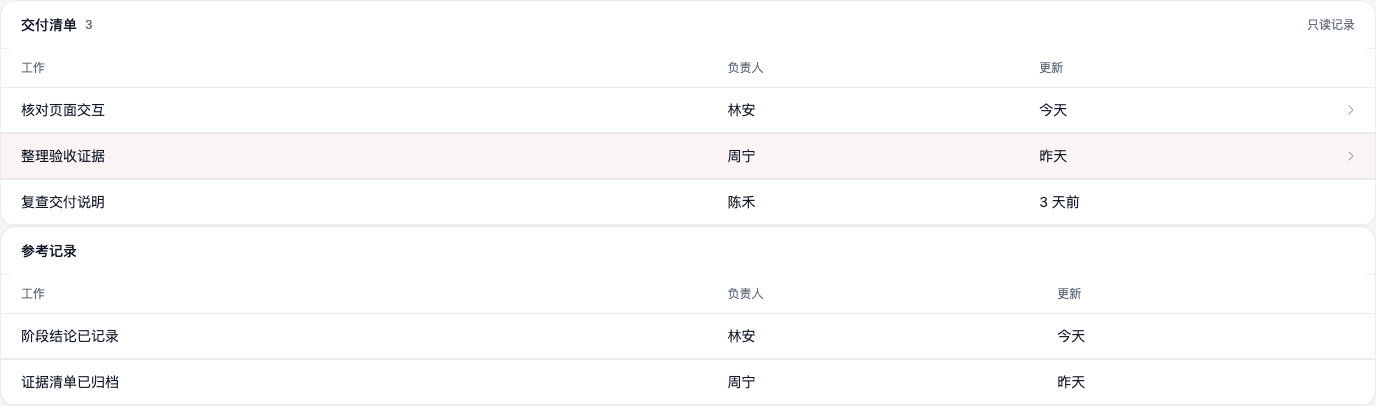 交付清单 3 只读记录
工作 负责人 更新
核对页面交互 林安 今天
整理验收证据 周宁 昨天
复查交付说明 陈禾 3 天前
参考记录
工作 负责人 更新
阶段结论已记录 林安 今天
证据清单已归档 周宁 昨天